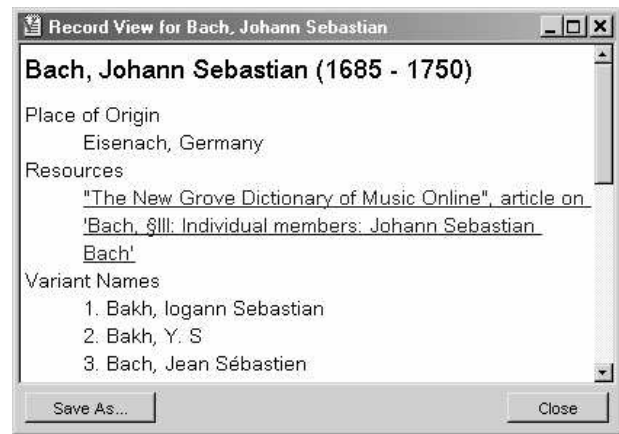 Record View for Bach, Johann Sebastian
Bach, Johann Sebastian (1685 - 1750)
Place of Origin
Eisenach, Germany
Resources
"The New Grove Dictionary of Music Online", article on
'Bach, §III: Individual members: Johann Sebastian
Bach'
Variant Names
1. Bakh, Iogann Sebastian
2. Bakh, Y. S
3. Bach, Jean Sébastien
Save As...
Close